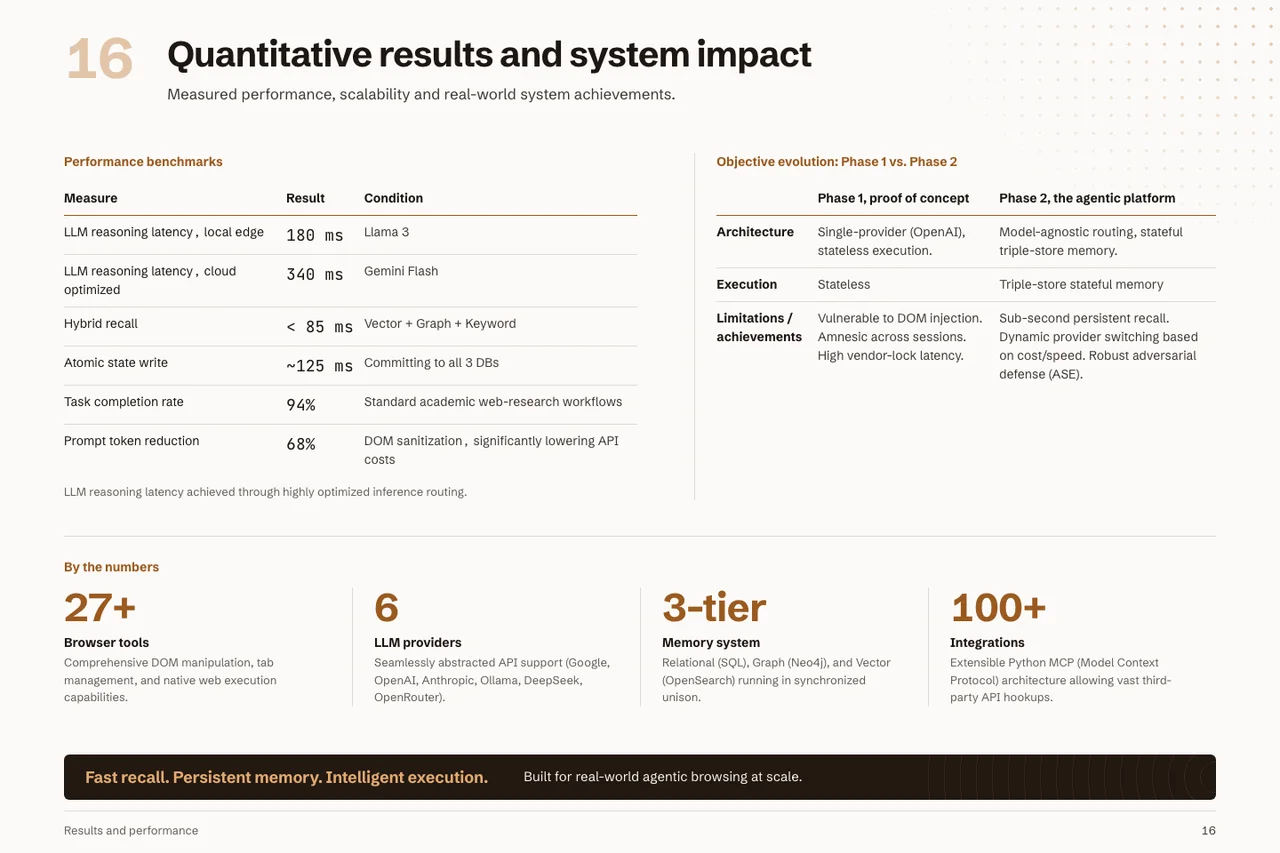 16
Quantitative results and system impact
Measured performance, scalability and real-world system achievements.
Performance benchmarks
Measure Result Condition
LLM reasoning latency , local edge 180 ms Llama 3
LLM reasoning latency , cloud
optimized 340 ms Gemini Flash
Hybrid recall < 85 ms Vector + Graph + Keyword
Atomic state write ~125 ms Committing to all 3 DBs
Task completion rate 94% Standard academic web-research workflows
Prompt token reduction 68% DOM sanitization , significantly lowering API
costs
LLM reasoning latency achieved through highly optimized inference routing.
Objective evolution: Phase 1 vs. Phase 2
Phase 1, proof of concept Phase 2, the agentic platform
Architecture Single-provider (OpenAI), Model-agnostic routing, stateful
stateless execution. triple-store memory.
Execution Stateless Triple-store stateful memory
Limitations / Vulnerable to DOM injection. Sub-second persistent recall.
achievements Amnesic across sessions. Dynamic provider switching based
High vendor-lock latency. on cost/speed. Robust adversarial
defense (ASE).
By the numbers
27+
Browser tools
Comprehensive DOM manipulation, tab
management, and native web execution
capabilities.
6
LLM providers
Seamlessly abstracted API support (Google,
OpenAI, Anthropic, Ollama, DeepSeek,
OpenRouter).
3-tier
Memory system
Relational (SQL), Graph (Neo4j), and Vector
(OpenSearch) running in synchronized
unison.
100+
Integrations
Extensible Python MCP (Model Context
Protocol) architecture allowing vast third-
party API hookups.
Fast recall. Persistent memory. Intelligent execution. Built for real-world agentic browsing at scale.
Results and performance 16